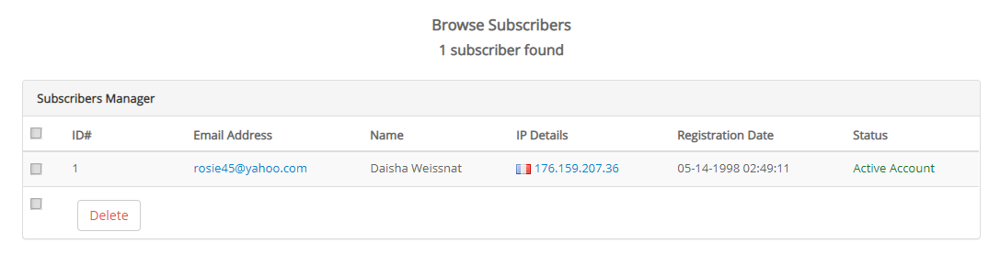 Browse Subscribers
1 subscriber found
Subscribers Manager
ID# Email Address Name IP Details Registration Date Status
1 rosie45@yahoo.com Daisha Weissnat 176.159.207.36 05-14-1998 02:49:11 Active Account
Delete